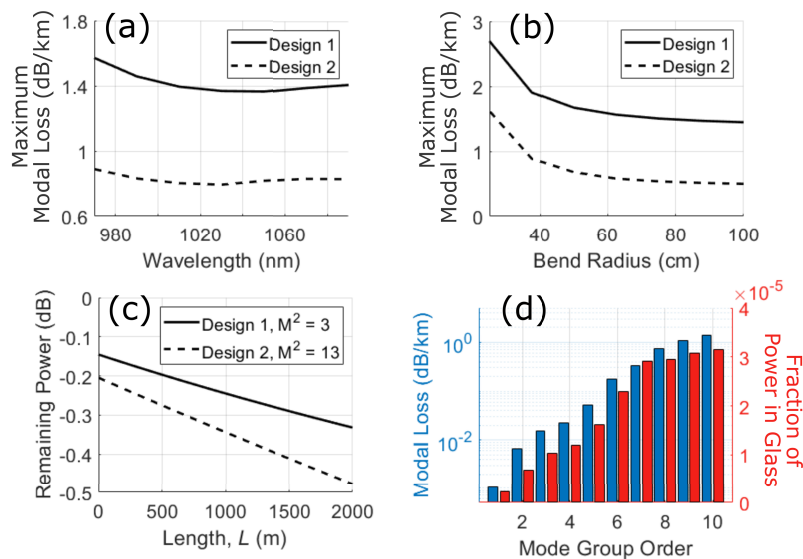 (a)
1.8
1.4
1
0.6
Maximum
Modal Loss (dB/km)
Design 1
Design 2
980
1020
1060
Wavelength (nm)
(b)
3
2
1
0
Maximum
Modal Loss (dB/km)
Design 1
Design 2
40
60
80
100
Bend Radius (cm)
(c)
0
-0.1
-0.2
-0.3
-0.4
-0.5
Remaining Power (dB)
Design 1, M² = 3
Design 2, M² = 13
0
500
1000
1500
2000
Length, L (m)
(d)
10⁰
10⁻²
Modal Loss (dB/km)
×10⁻⁵
4
3
2
1
0
Fraction of
Power in Glass
2
4
6
8
10
Mode Group Order